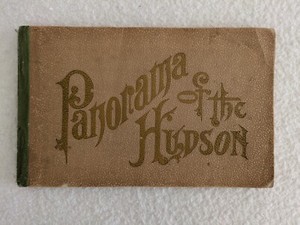 Panorama
of the
Hudson